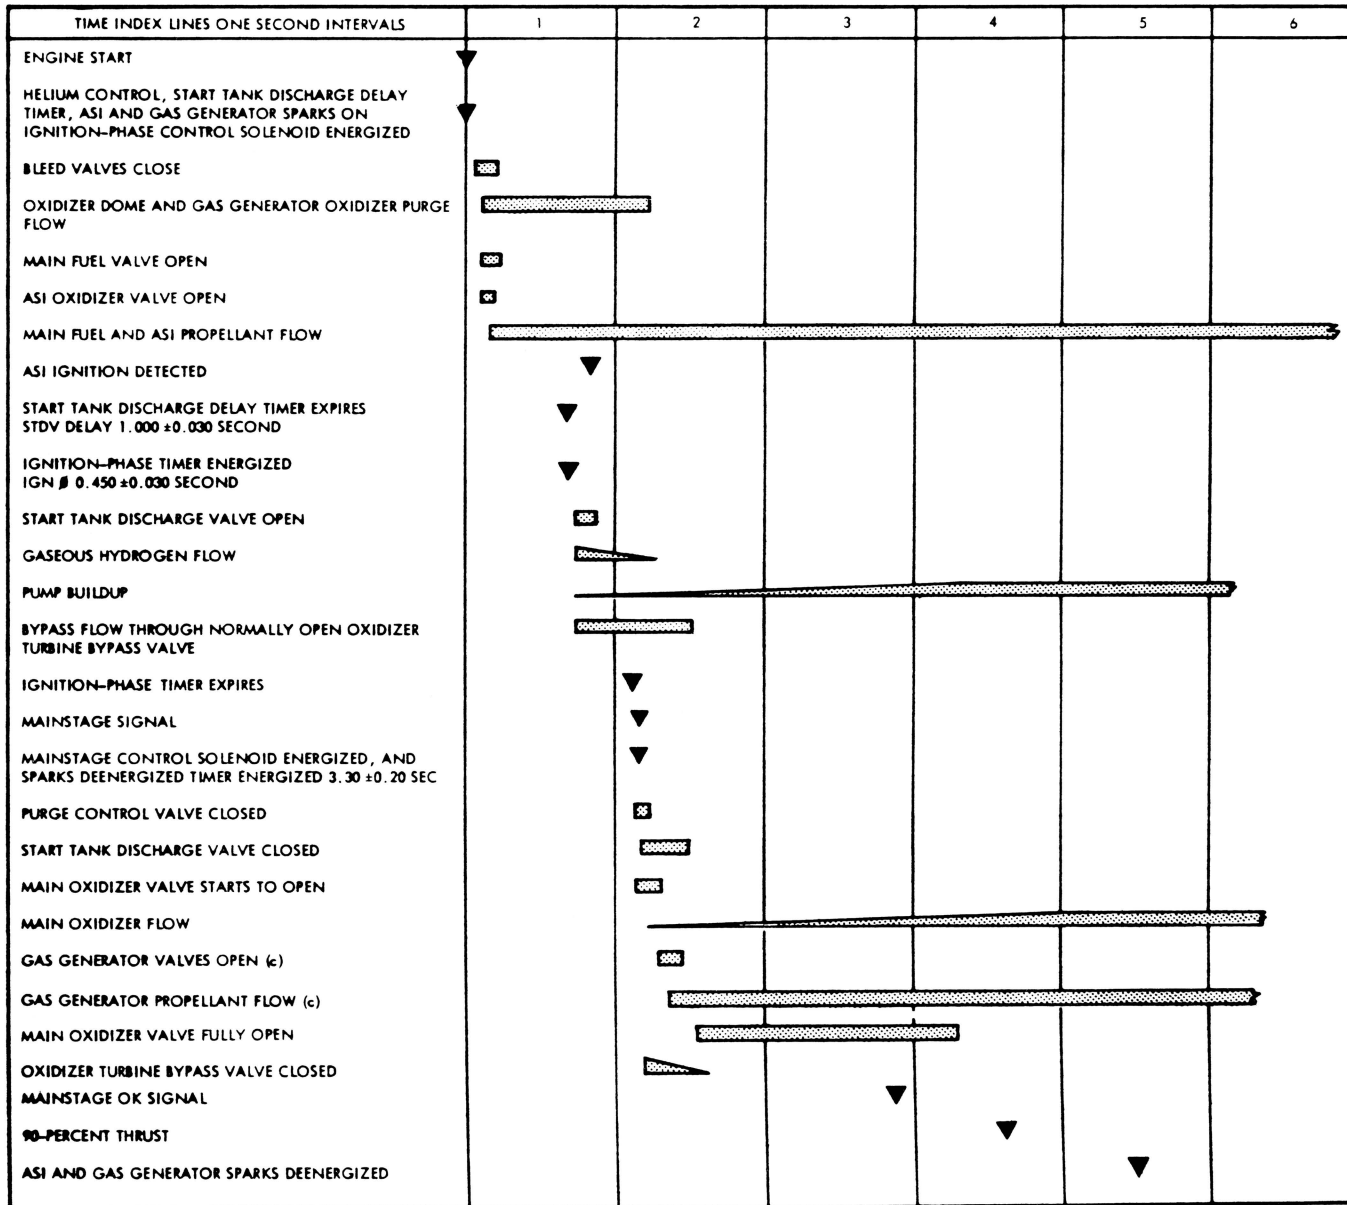 TIME INDEX LINES ONE SECOND INTERVALS 1 2 3 4 5 6
ENGINE START
HELIUM CONTROL, START TANK DISCHARGE DELAY
TIMER, ASI AND GAS GENERATOR SPARKS ON
IGNITION-PHASE CONTROL SOLENOID ENERGIZED
BLEED VALVES CLOSE
OXIDIZER DOME AND GAS GENERATOR OXIDIZER PURGE
FLOW
MAIN FUEL VALVE OPEN
ASI OXIDIZER VALVE OPEN
MAIN FUEL AND ASI PROPELLANT FLOW
ASI IGNITION DETECTED
START TANK DISCHARGE DELAY TIMER EXPIRES
STDV DELAY 1.000 ±0.030 SECOND
IGNITION-PHASE TIMER ENERGIZED
IGN Ø 0.450 ±0.030 SECOND
START TANK DISCHARGE VALVE OPEN
GASEOUS HYDROGEN FLOW
PUMP BUILDUP
BYPASS FLOW THROUGH NORMALLY OPEN OXIDIZER
TURBINE BYPASS VALVE
IGNITION-PHASE TIMER EXPIRES
MAINSTAGE SIGNAL
MAINSTAGE CONTROL SOLENOID ENERGIZED, AND
SPARKS DEENERGIZED TIMER ENERGIZED 3.30 ±0.20 SEC
PURGE CONTROL VALVE CLOSED
START TANK DISCHARGE VALVE CLOSED
MAIN OXIDIZER VALVE STARTS TO OPEN
MAIN OXIDIZER FLOW
GAS GENERATOR VALVES OPEN (c)
GAS GENERATOR PROPELLANT FLOW (c)
MAIN OXIDIZER VALVE FULLY OPEN
OXIDIZER TURBINE BYPASS VALVE CLOSED
MAINSTAGE OK SIGNAL
90-PERCENT THRUST
ASI AND GAS GENERATOR SPARKS DEENERGIZED